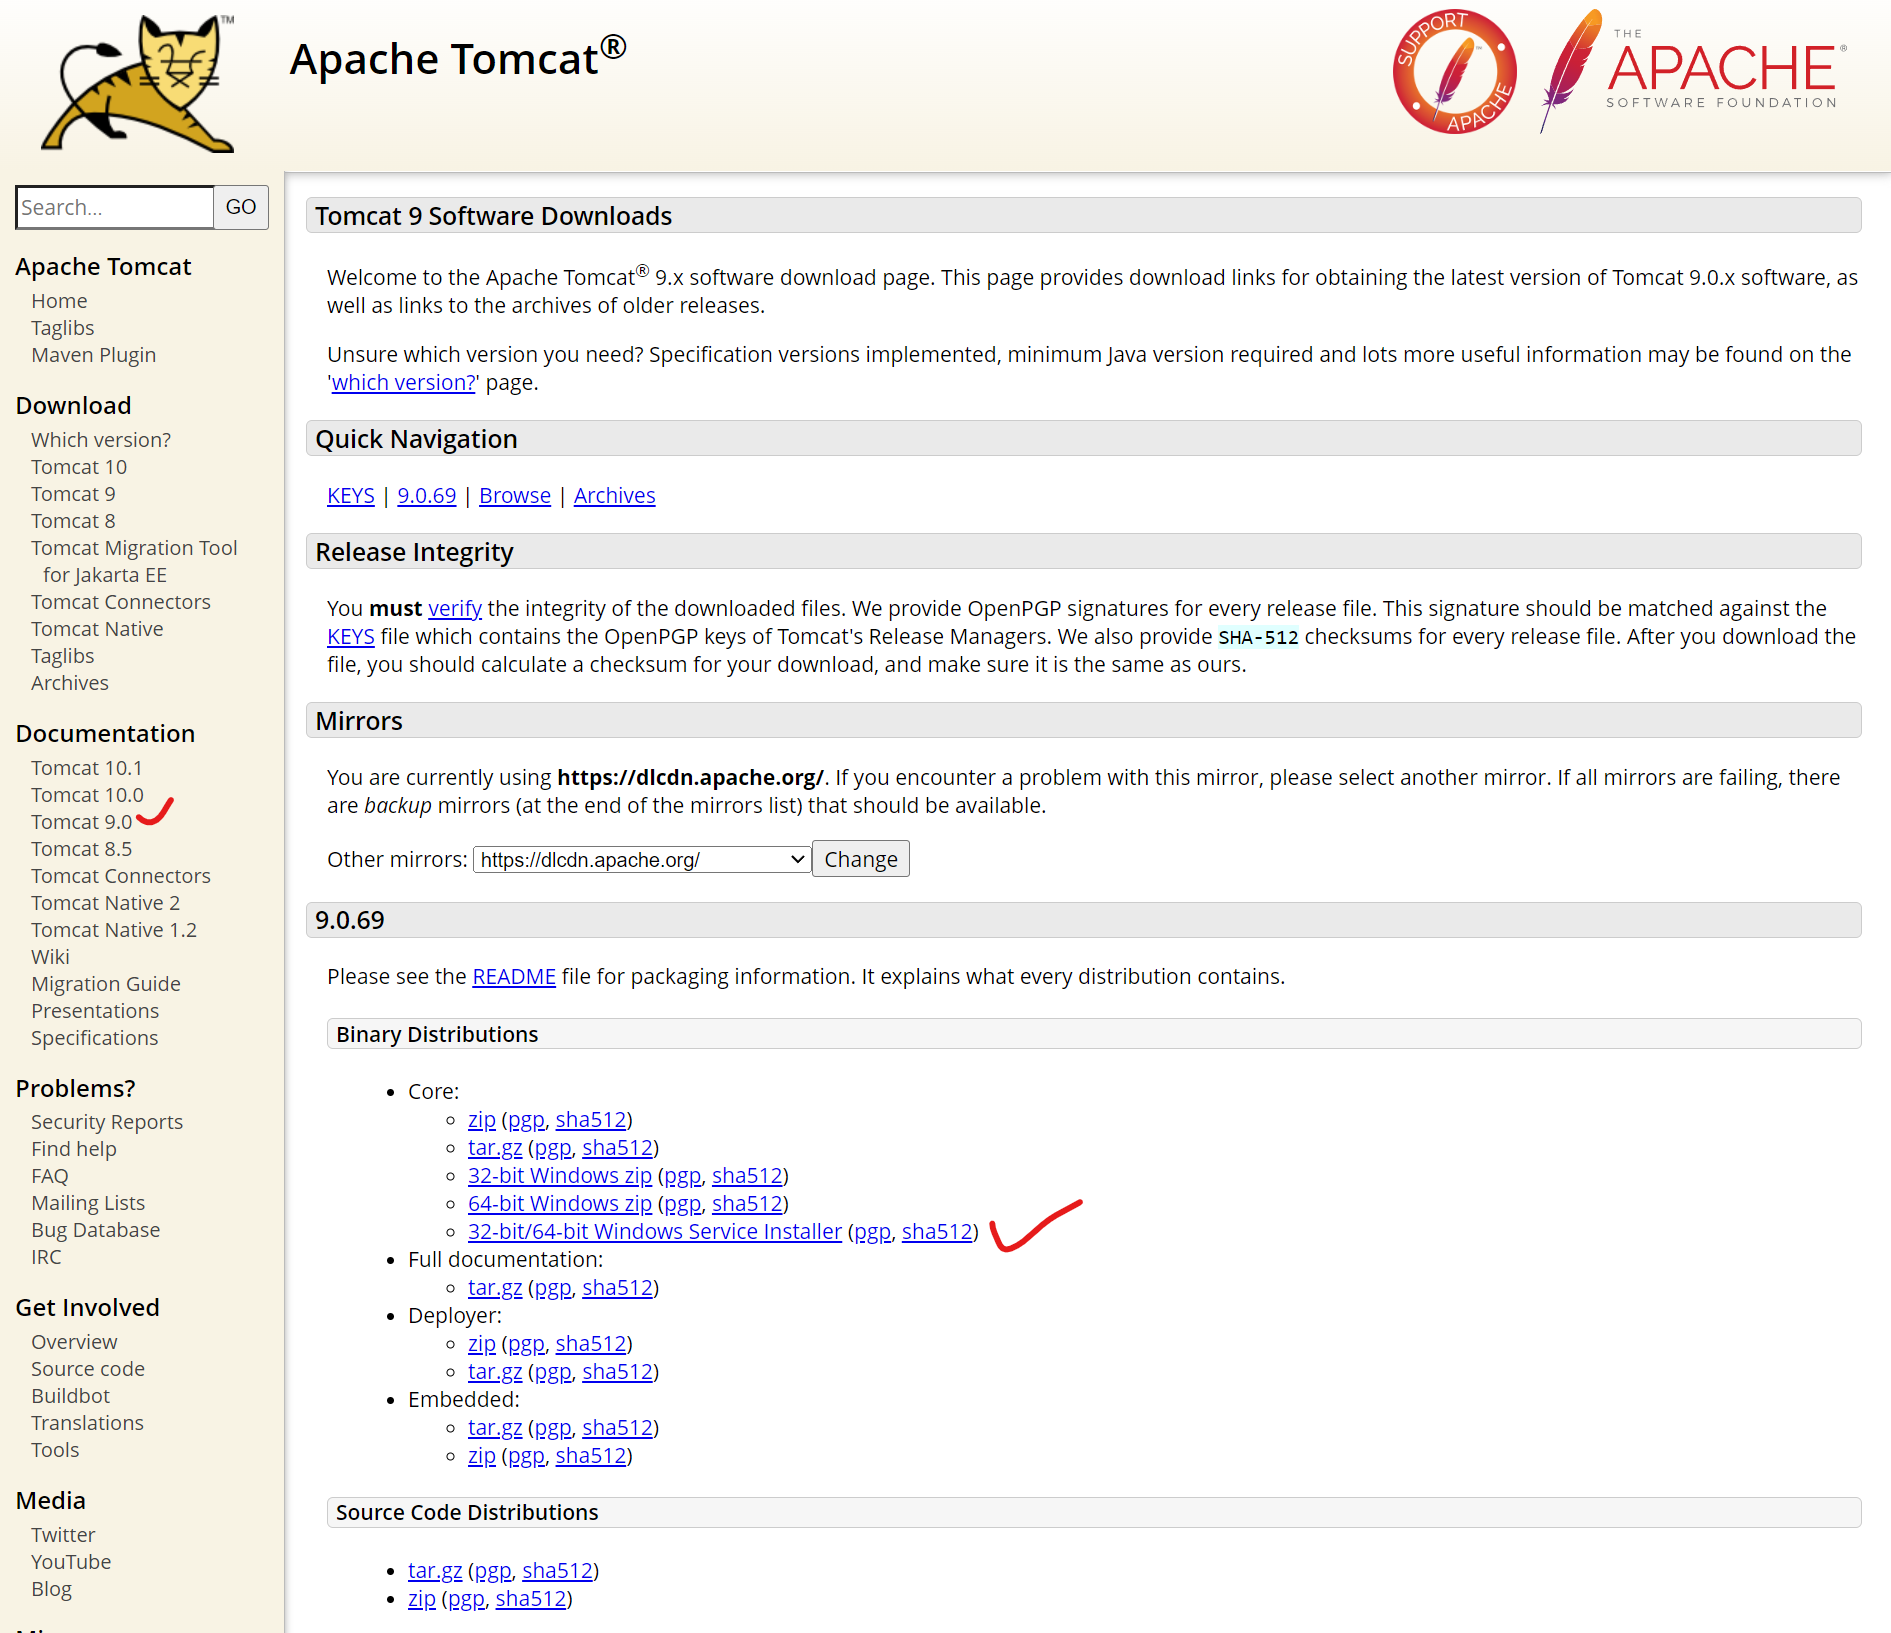 TM
Apache Tomcat®
SUPPORT
APACHE
THE
APACHE®
SOFTWARE FOUNDATION
Search...
GO
Apache Tomcat
Home
Taglibs
Maven Plugin
Download
Which version?
Tomcat 10
Tomcat 9
Tomcat 8
Tomcat Migration Tool
for Jakarta EE
Tomcat Connectors
Tomcat Native
Taglibs
Archives
Documentation
Tomcat 10.1
Tomcat 10.0
Tomcat 9.0
Tomcat 8.5
Tomcat Connectors
Tomcat Native 2
Tomcat Native 1.2
Wiki
Migration Guide
Presentations
Specifications
Problems?
Security Reports
Find help
FAQ
Mailing Lists
Bug Database
IRC
Get Involved
Overview
Source code
Buildbot
Translations
Tools
Media
Twitter
YouTube
Blog
Tomcat 9 Software Downloads
Welcome to the Apache Tomcat® 9.x software download page. This page provides download links for obtaining the latest version of Tomcat 9.0.x software, as
well as links to the archives of older releases.
Unsure which version you need? Specification versions implemented, minimum Java version required and lots more useful information may be found on the
'which version?' page.
Quick Navigation
KEYS | 9.0.69 | Browse | Archives
Release Integrity
You must verify the integrity of the downloaded files. We provide OpenPGP signatures for every release file. This signature should be matched against the
KEYS file which contains the OpenPGP keys of Tomcat's Release Managers. We also provide SHA-512 checksums for every release file. After you download the
file, you should calculate a checksum for your download, and make sure it is the same as ours.
Mirrors
You are currently using https://dlcdn.apache.org/. If you encounter a problem with this mirror, please select another mirror. If all mirrors are failing, there
are backup mirrors (at the end of the mirrors list) that should be available.
Other mirrors: https://dlcdn.apache.org/ Change
9.0.69
Please see the README file for packaging information. It explains what every distribution contains.
Binary Distributions
• Core:
◦ zip (pgp, sha512)
◦ tar.gz (pgp, sha512)
◦ 32-bit Windows zip (pgp, sha512)
◦ 64-bit Windows zip (pgp, sha512)
◦ 32-bit/64-bit Windows Service Installer (pgp, sha512)
• Full documentation:
◦ tar.gz (pgp, sha512)
• Deployer:
◦ zip (pgp, sha512)
◦ tar.gz (pgp, sha512)
• Embedded:
◦ tar.gz (pgp, sha512)
◦ zip (pgp, sha512)
Source Code Distributions
• tar.gz (pgp, sha512)
• zip (pgp, sha512)